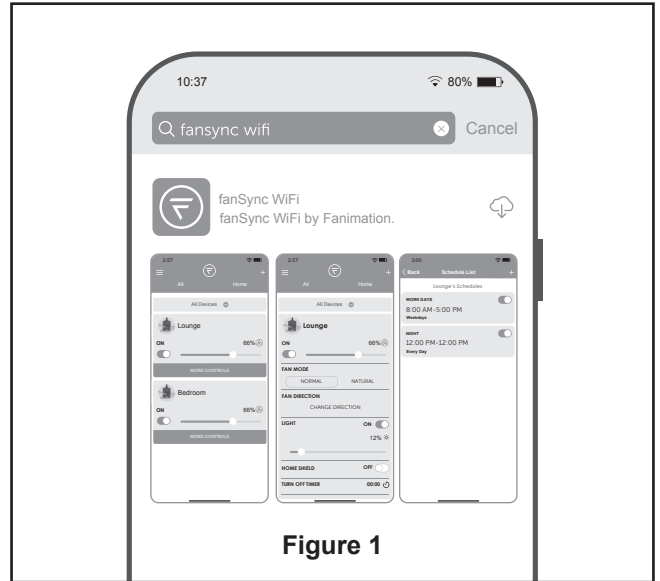 10:37
80%
fansync wifi
Cancel
fanSync WiFi
fanSync WiFi by Fanimation.
2:57
All Home
All Devices
Lounge
ON 66%
MORE CONTROLS
Bedroom
ON 66%
MORE CONTROLS
2:57
All Home
All Devices
Lounge
ON 66%
FAN MODE
NORMAL NATURAL
FAN DIRECTION
CHANGE DIRECTION
LIGHT ON
12%
HOME SHIELD OFF
TURN OFF TIMER 00:00
3:00
Back Schedule List
Lounge's Schedules
WORK DAYS
8:00 AM-5:00 PM
Weekdays
NIGHT
12:00 PM-12:00 PM
Every Day
Figure 1